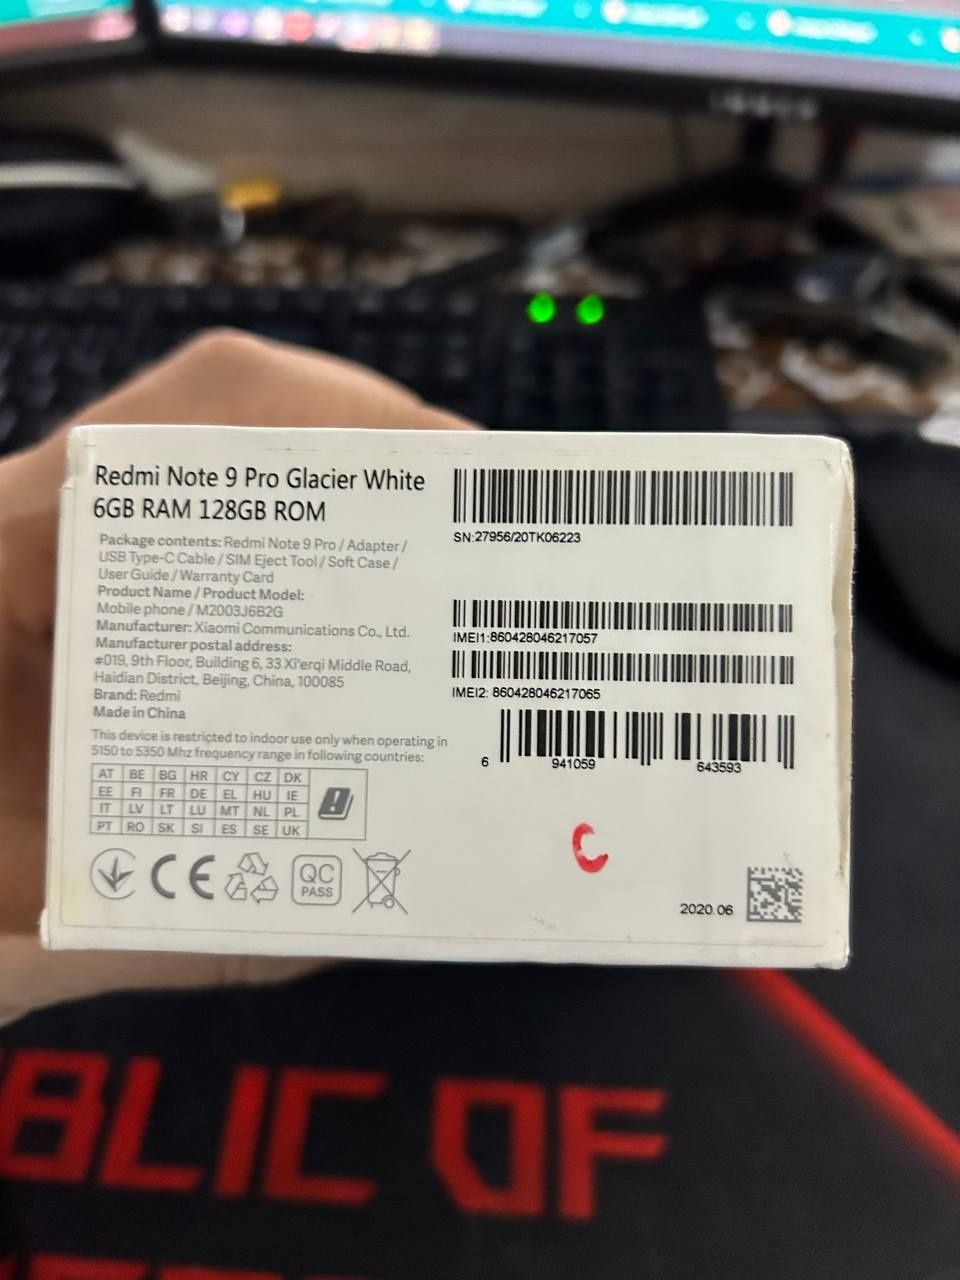 Redmi Note 9 Pro Glacier White
6GB RAM 128GB ROM
Package contents: Redmi Note 9 Pro / Adapter /
USB Type-C Cable / SIM Eject Tool / Soft Case /
User Guide / Warranty Card
Product Name / Product Model:
Mobile phone / M2003J6B2G
Manufacturer: Xiaomi Communications Co., Ltd.
Manufacturer postal address:
#019, 9th Floor, Building 6, 33 Xi'erqi Middle Road,
Haidian District, Beijing, China, 100085
Brand: Redmi
Made in China
This device is restricted to indoor use only when operating in
5150 to 5350 Mhz frequency range in following countries:
AT BE BG HR CY CZ DK
EE FI FR DE EL HU IE
IT LV LT LU MT NL PL
PT RO SK SI ES SE UK
CE
QC
PASS
SN:27956/20TK06223
IMEI1:860428046217057
IMEI2: 860428046217065
6 941059 643593
C
2020.06
BLIC OF